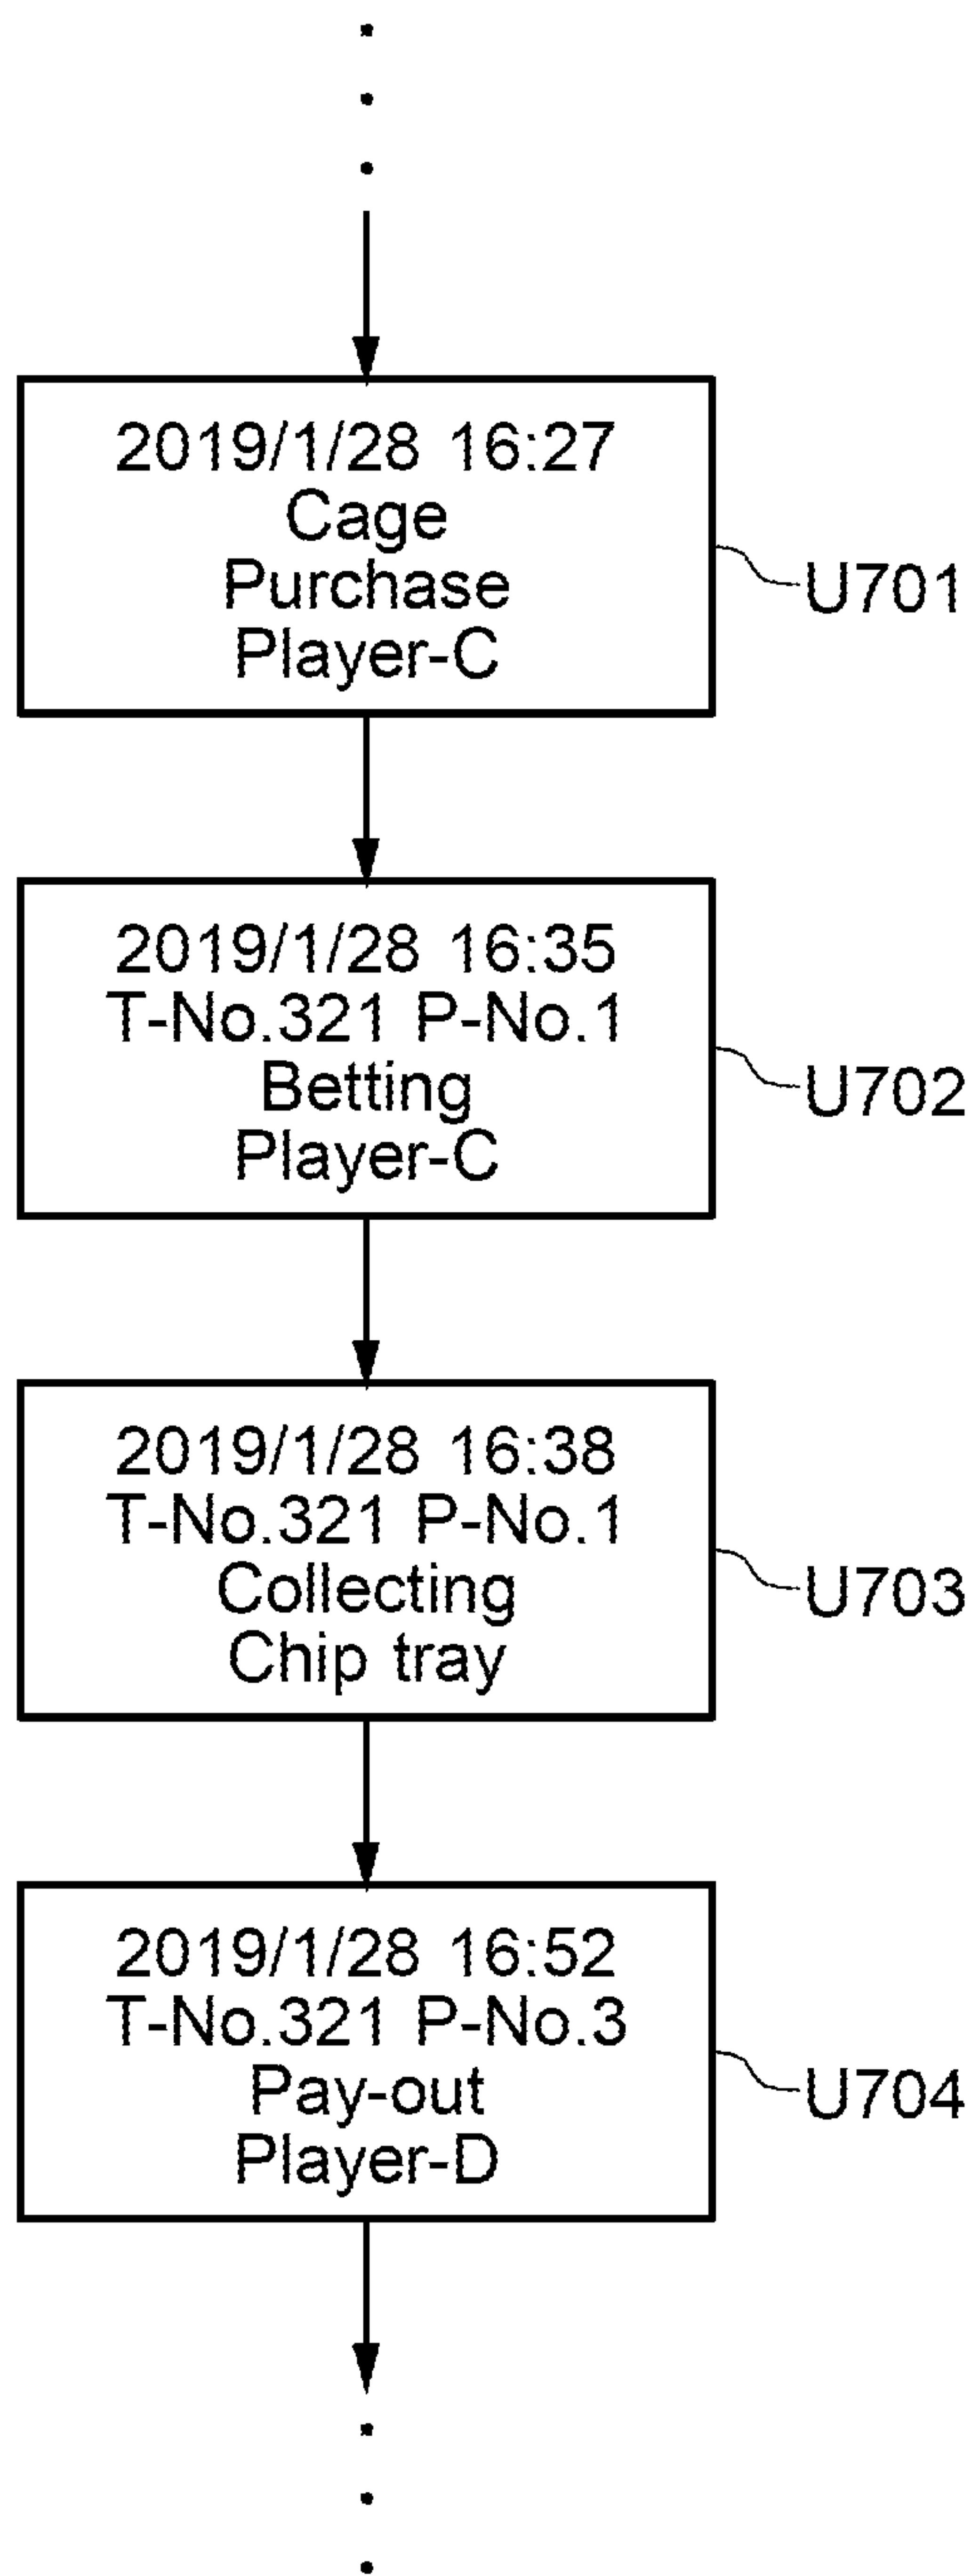 2019/1/28 16:27
Cage
Purchase
Player-C
U701
2019/1/28 16:35
T-No.321 P-No.1
Betting
Player-C
U702
2019/1/28 16:38
T-No.321 P-No.1
Collecting
Chip tray
U703
2019/1/28 16:52
T-No.321 P-No.3
Pay-out
Player-D
U704